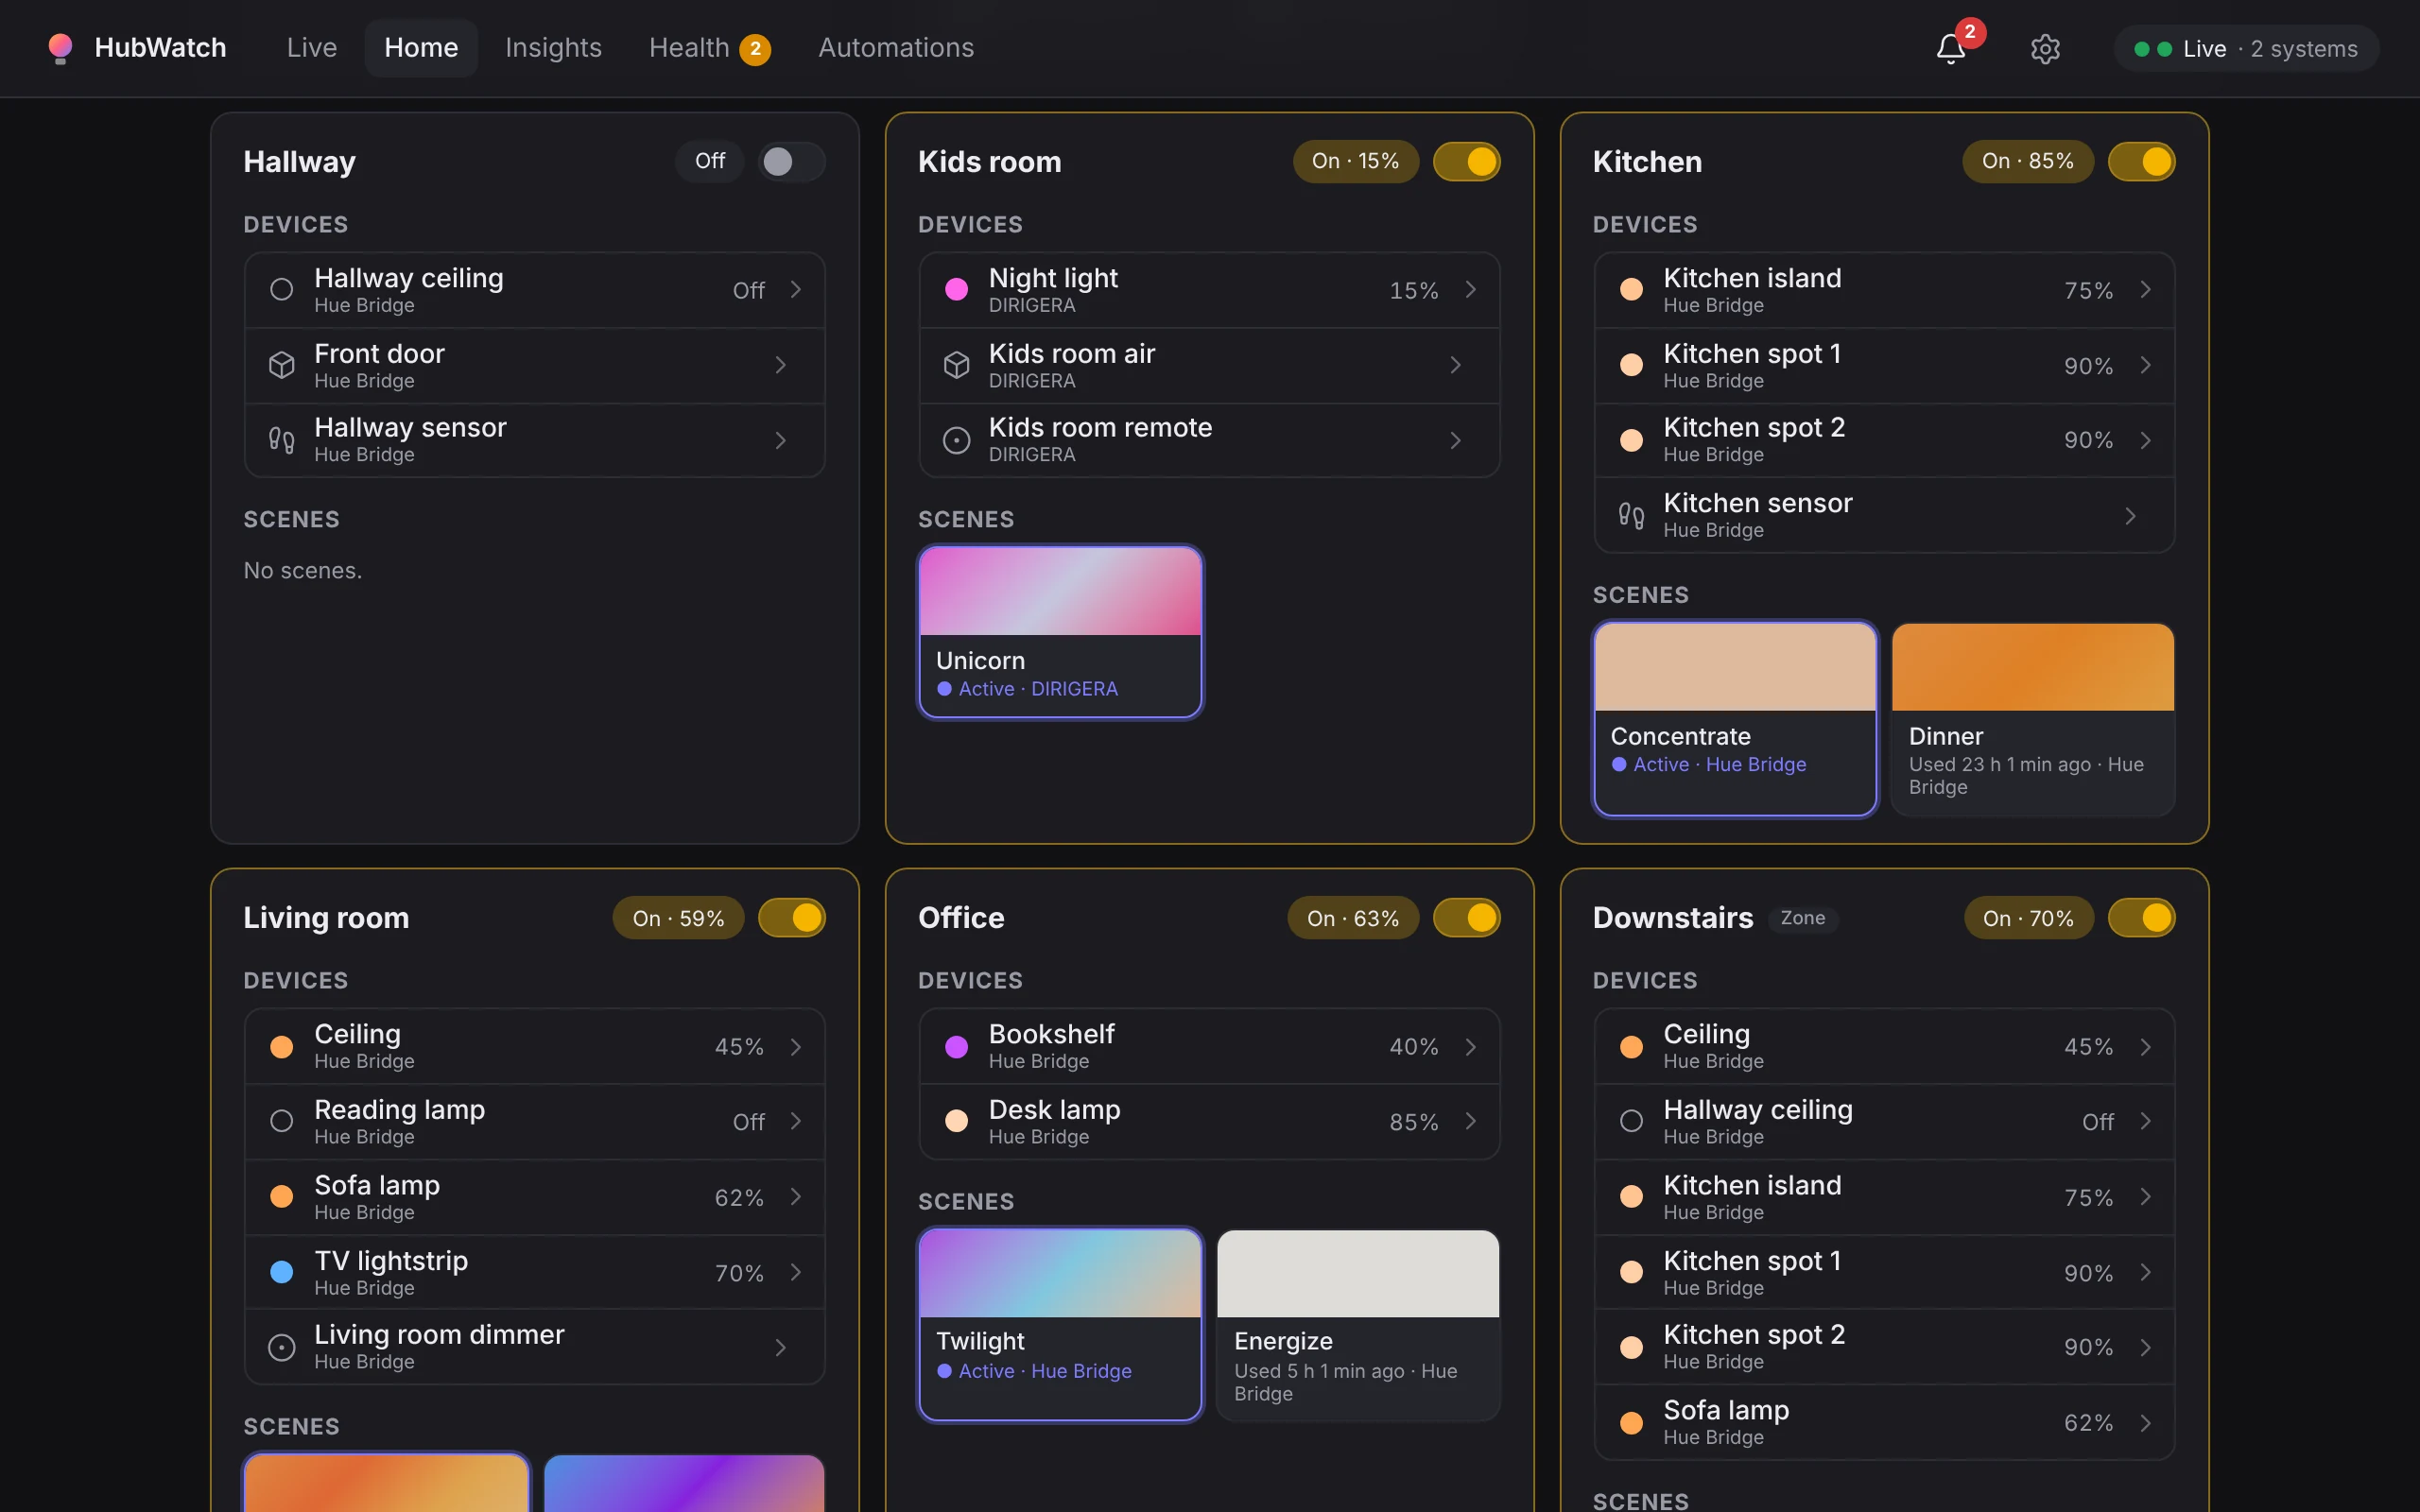 HubWatch
Live
Home
Insights
Health 2
Automations
2
Live · 2 systems
Hallway
Off
DEVICES
Hallway ceiling
Hue Bridge
Off
Front door
Hue Bridge
Hallway sensor
Hue Bridge
SCENES
No scenes.
Kids room
On · 15%
DEVICES
Night light
DIRIGERA
15%
Kids room air
DIRIGERA
Kids room remote
DIRIGERA
SCENES
Unicorn
Active · DIRIGERA
Kitchen
On · 85%
DEVICES
Kitchen island
Hue Bridge
75%
Kitchen spot 1
Hue Bridge
90%
Kitchen spot 2
Hue Bridge
90%
Kitchen sensor
Hue Bridge
SCENES
Concentrate
Active · Hue Bridge
Dinner
Used 23 h 1 min ago · Hue
Bridge
Living room
On · 59%
DEVICES
Ceiling
Hue Bridge
45%
Reading lamp
Hue Bridge
Off
Sofa lamp
Hue Bridge
62%
TV lightstrip
Hue Bridge
70%
Living room dimmer
Hue Bridge
SCENES
Office
On · 63%
DEVICES
Bookshelf
Hue Bridge
40%
Desk lamp
Hue Bridge
85%
SCENES
Twilight
Active · Hue Bridge
Energize
Used 5 h 1 min ago · Hue
Bridge
Downstairs
Zone
On · 70%
DEVICES
Ceiling
Hue Bridge
45%
Hallway ceiling
Hue Bridge
Off
Kitchen island
Hue Bridge
75%
Kitchen spot 1
Hue Bridge
90%
Kitchen spot 2
Hue Bridge
90%
Sofa lamp
Hue Bridge
62%
SCENES